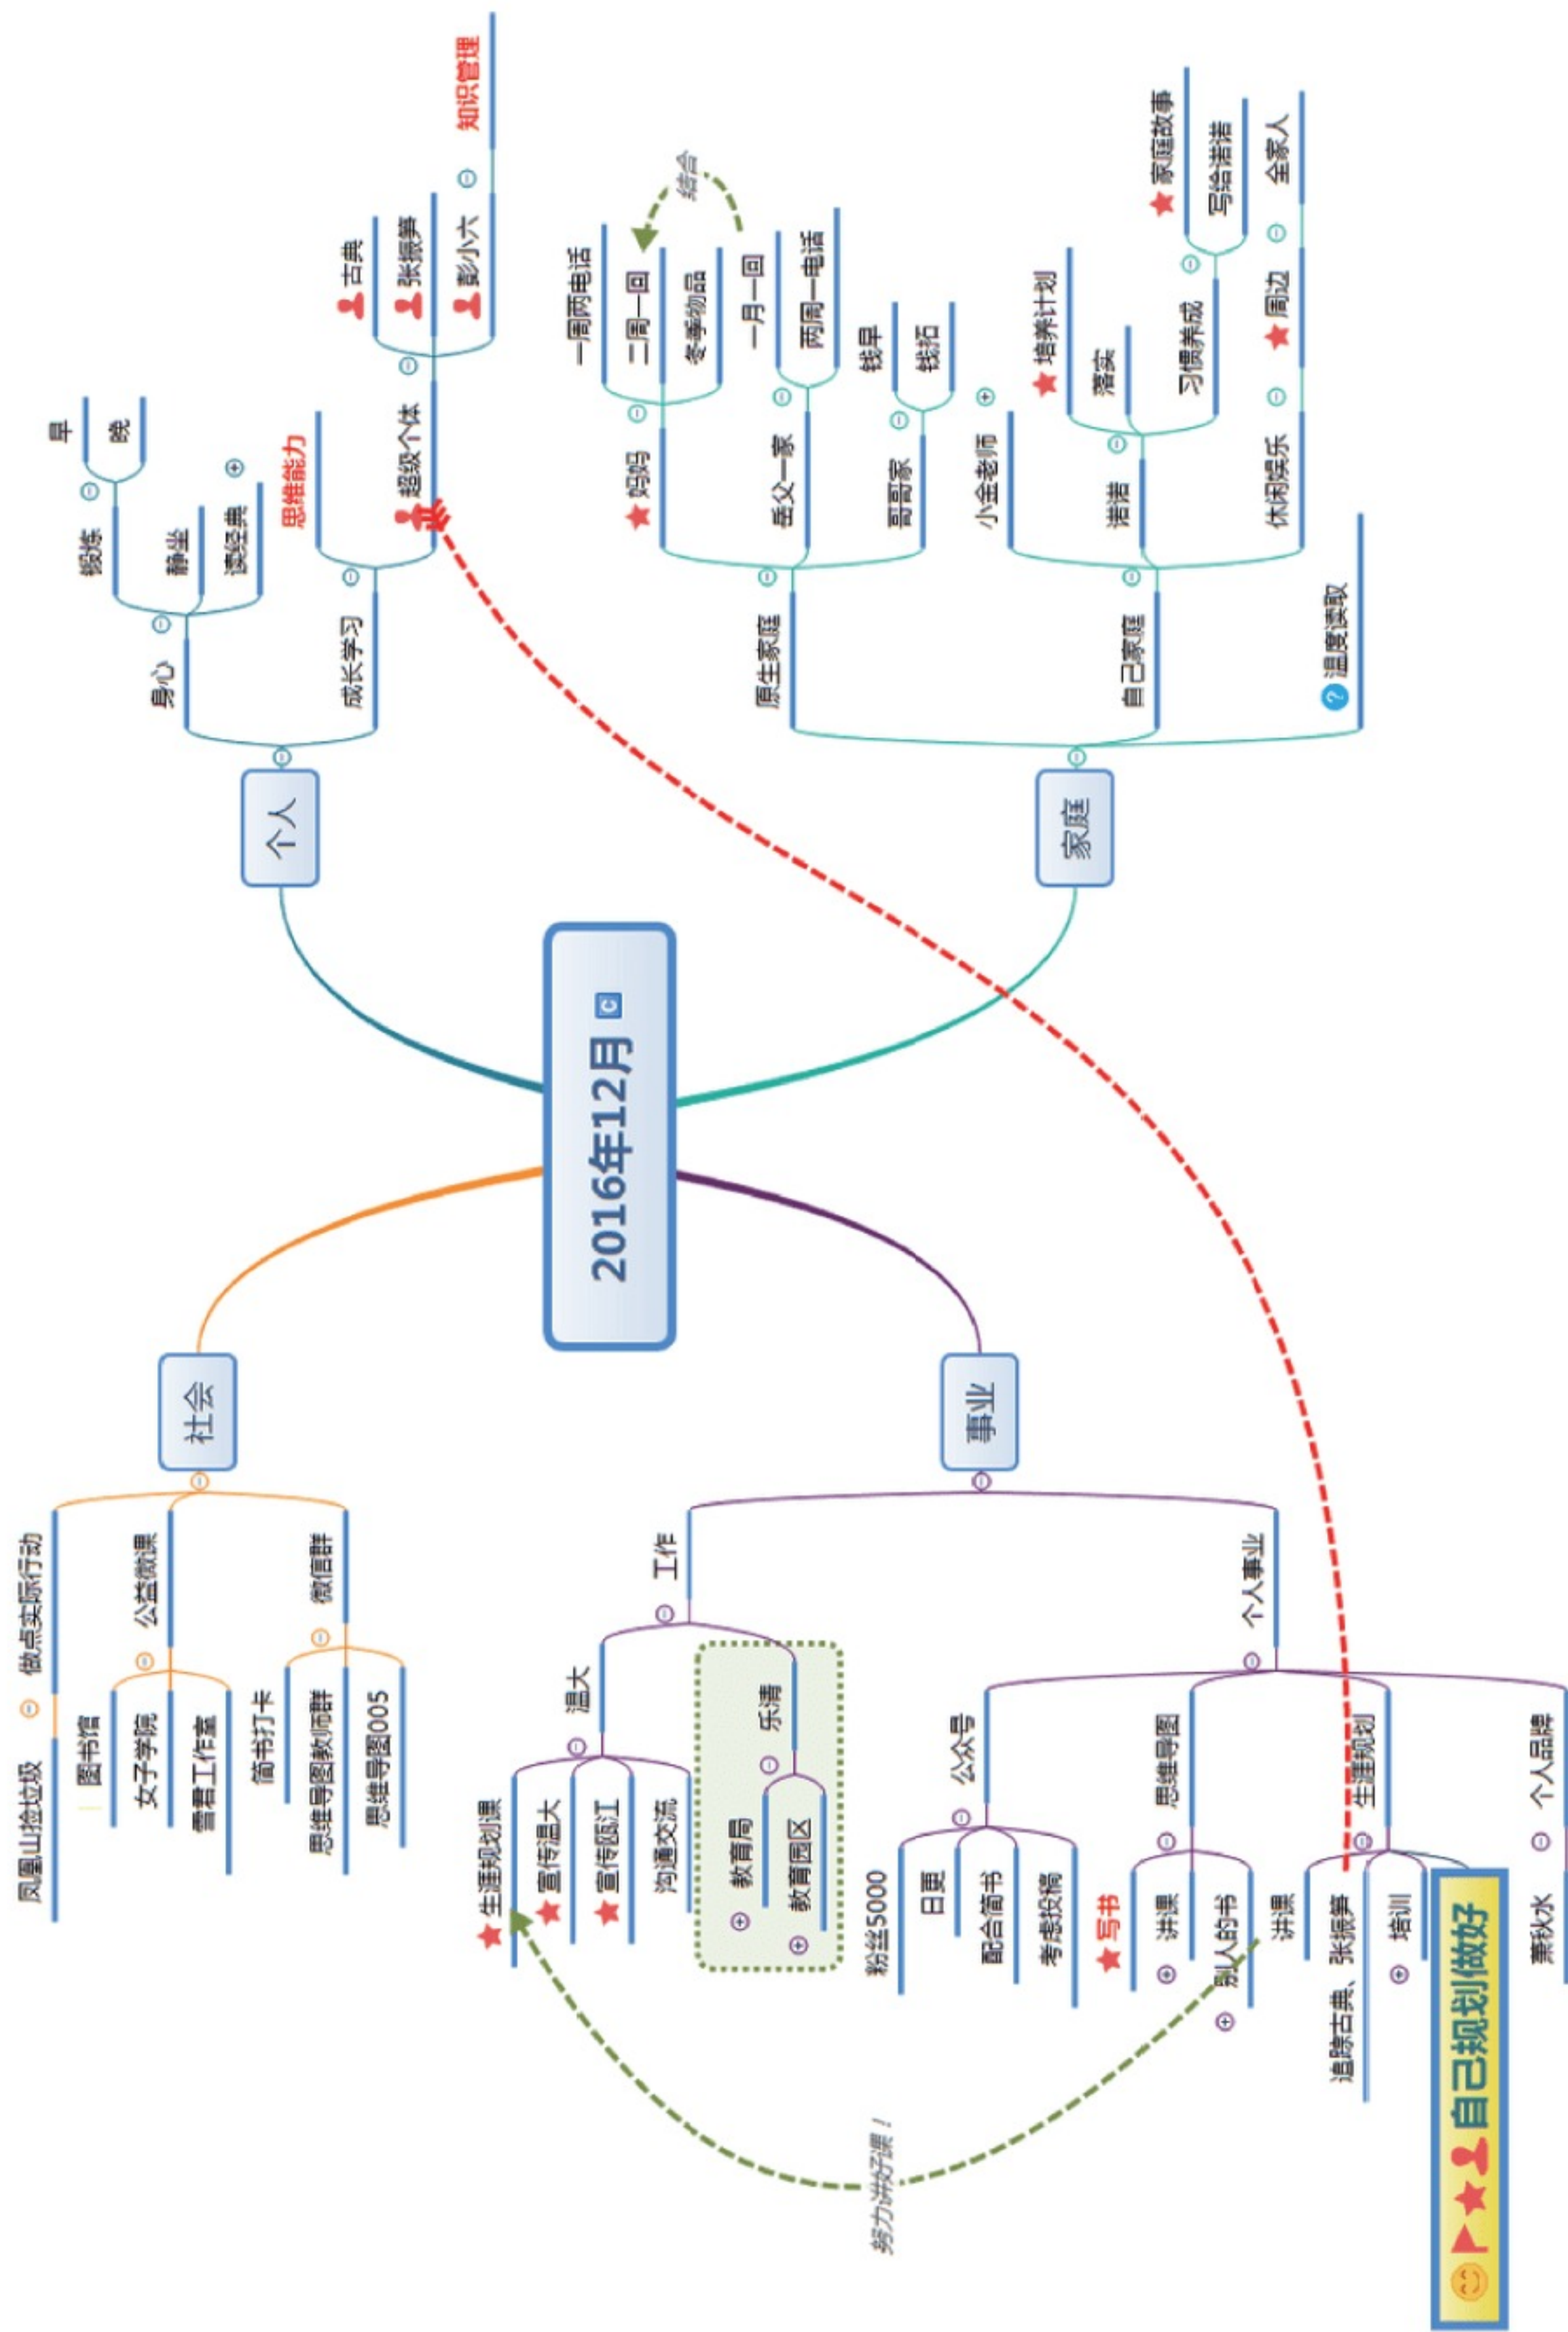 2016年12月
个人
身心
锻炼
早
晚
静坐
读经典
成长学习
思维能力
超级个体
古典
张振笋
彭小六
知识管理
家庭
原生家庭
妈妈
一周两电话
二周一回
冬季物品
结合
岳父一家
一月一回
两周一电话
哥哥家
钱早
钱拓
自己家庭
小金老师
诺诺
培养计划
落实
习惯养成
家庭故事
写给诺诺
休闲娱乐
周边
全家人
温度读取
社会
做点实际行动
凤凰山捡垃圾
公益微课
图书馆
女子学院
雪君工作室
微信群
简书打卡
思维导图教师群
思维导图005
事业
工作
温大
生涯规划课
宣传温大
宣传瓯江
沟通交流
乐清
教育局
教育园区
个人事业
公众号
粉丝5000
日更
配合简书
考虑投稿
思维导图
写书
讲课
别人的书
生涯规划
讲课
追踪古典、张振笋
培训
自己规划做好
个人品牌
萧秋水
努力讲好课！